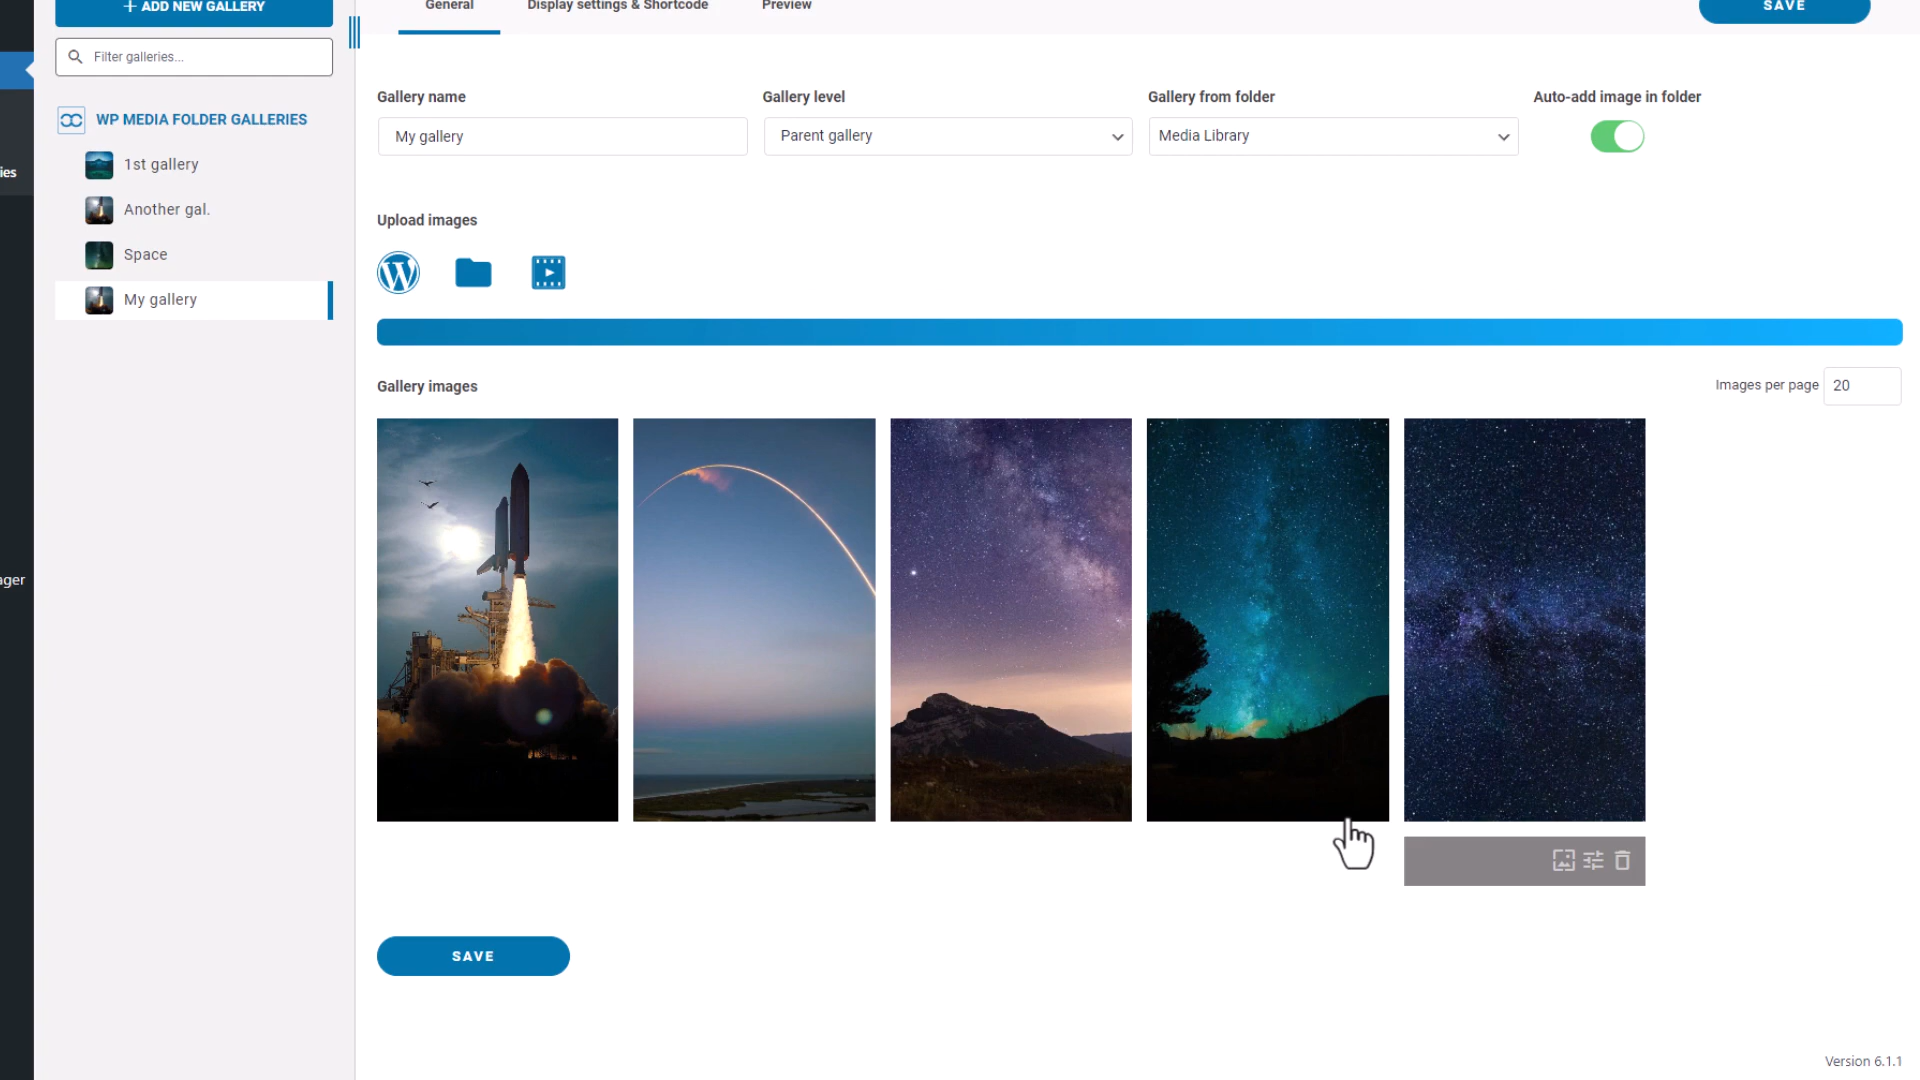 + ADD NEW GALLERY
General
Display settings & Shortcode
Preview
SAVE
Filter galleries...
WP MEDIA FOLDER GALLERIES
1st gallery
Another gal.
Space
My gallery
ies
ager
Gallery name
Gallery level
Gallery from folder
Auto-add image in folder
My gallery
Parent gallery
Media Library
Upload images
Gallery images
Images per page
20
SAVE
Version 6.1.1